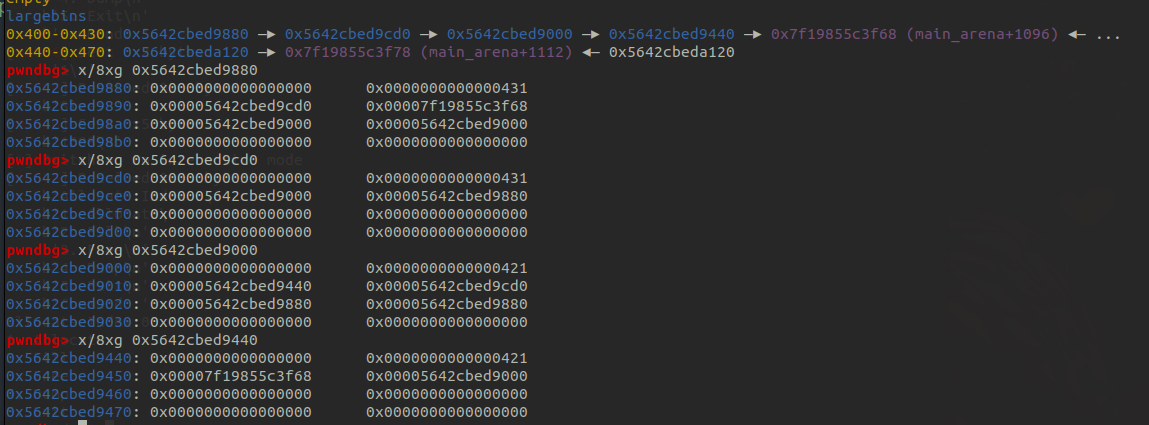 empty
largebins
0x400-0x430: 0x5642cbed9880 —▸ 0x5642cbed9cd0 —▸ 0x5642cbed9000 —▸ 0x5642cbed9440 —▸ 0x7f19855c3f68 (main_arena+1096) ◂— ...
0x440-0x470: 0x5642cbeda120 —▸ 0x7f19855c3f78 (main_arena+1112) ◂— 0x5642cbeda120
pwndbg> x/8xg 0x5642cbed9880
0x5642cbed9880: 0x0000000000000000 0x0000000000000431
0x5642cbed9890: 0x00005642cbed9cd0 0x00007f19855c3f68
0x5642cbed98a0: 0x00005642cbed9000 0x00005642cbed9000
0x5642cbed98b0: 0x0000000000000000 0x0000000000000000
pwndbg> x/8xg 0x5642cbed9cd0
0x5642cbed9cd0: 0x0000000000000000 0x0000000000000431
0x5642cbed9ce0: 0x00005642cbed9000 0x00005642cbed9880
0x5642cbed9cf0: 0x0000000000000000 0x0000000000000000
0x5642cbed9d00: 0x0000000000000000 0x0000000000000000
pwndbg> x/8xg 0x5642cbed9000
0x5642cbed9000: 0x0000000000000000 0x0000000000000421
0x5642cbed9010: 0x00005642cbed9440 0x00005642cbed9cd0
0x5642cbed9020: 0x00005642cbed9880 0x00005642cbed9880
0x5642cbed9030: 0x0000000000000000 0x0000000000000000
pwndbg> x/8xg 0x5642cbed9440
0x5642cbed9440: 0x0000000000000000 0x0000000000000421
0x5642cbed9450: 0x00007f19855c3f68 0x00005642cbed9000
0x5642cbed9460: 0x0000000000000000 0x0000000000000000
0x5642cbed9470: 0x0000000000000000 0x0000000000000000